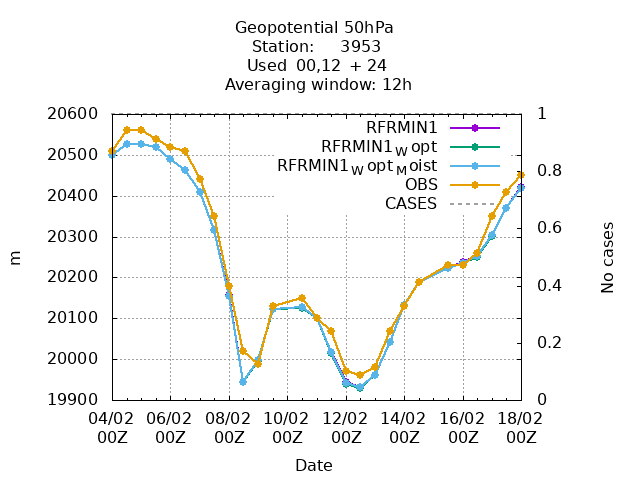 Geopotential 50hPa
Station: 3953
Used 00,12 + 24
Averaging window: 12h
20600
20500
20400
20300
20200
20100
20000
19900
m
RFRMIN1
RFRMIN1_W opt
RFRMIN1_W opt_M oist
OBS
CASES
1
0.8
0.6
0.4
0.2
0
No cases
04/02 06/02 08/02 10/02 12/02 14/02 16/02 18/02
00Z 00Z 00Z 00Z 00Z 00Z 00Z 00Z
Date